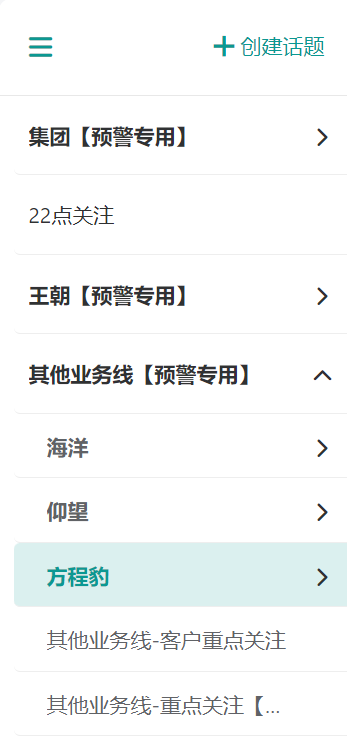 创建话题
集团【预警专用】
22点关注
王朝【预警专用】
其他业务线【预警专用】
海洋
仰望
方程豹
其他业务线-客户重点关注
其他业务线-重点关注【...